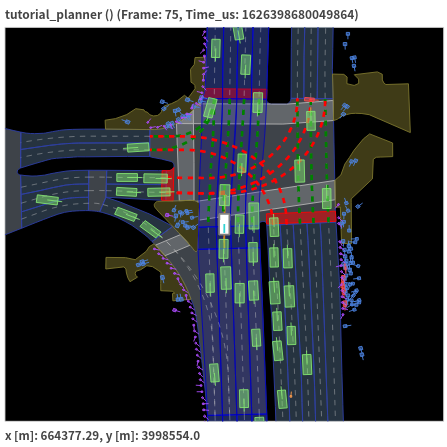 tutorial_planner () (Frame: 75, Time_us: 1626398680049864)
x [m]: 664377.29, y [m]: 3998554.0